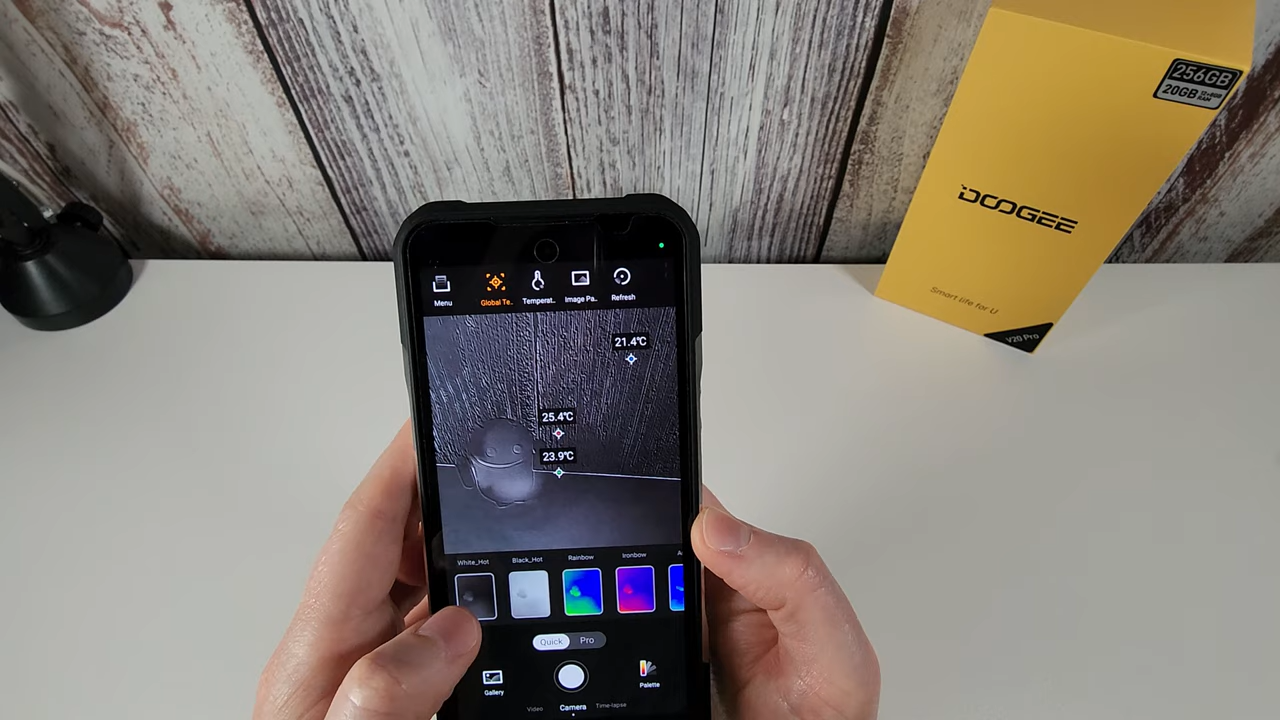 256GB
20GB
RAM
DOOGEE
Smart life for U
V20 Pro
Menu
Global Te..
Temperat..
Image Pa..
Refresh
21.4℃
25.4℃
23.9℃
White_Hot
Black_Hot
Rainbow
Ironbow
Quick
Pro
Gallery
Palette
Video
Camera
Time-lapse